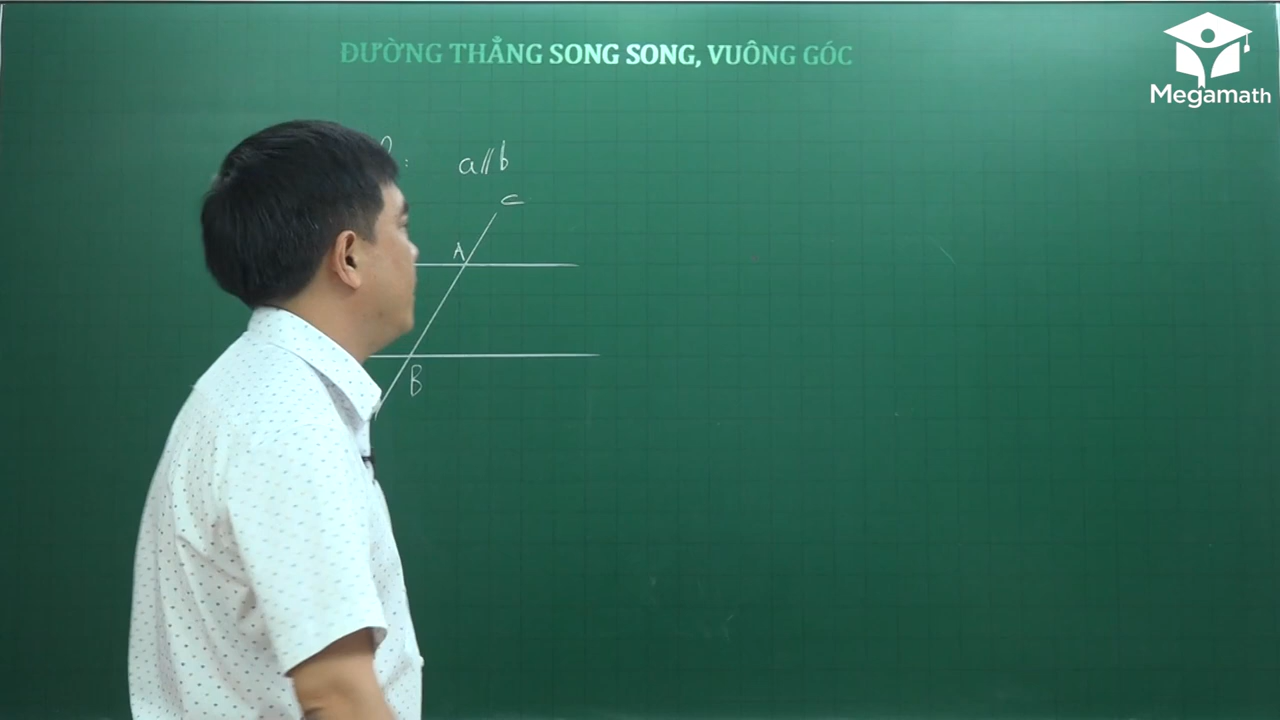 ĐƯỜNG THẲNG SONG SONG, VUÔNG GÓC
Megamath
a // b
c
A
B